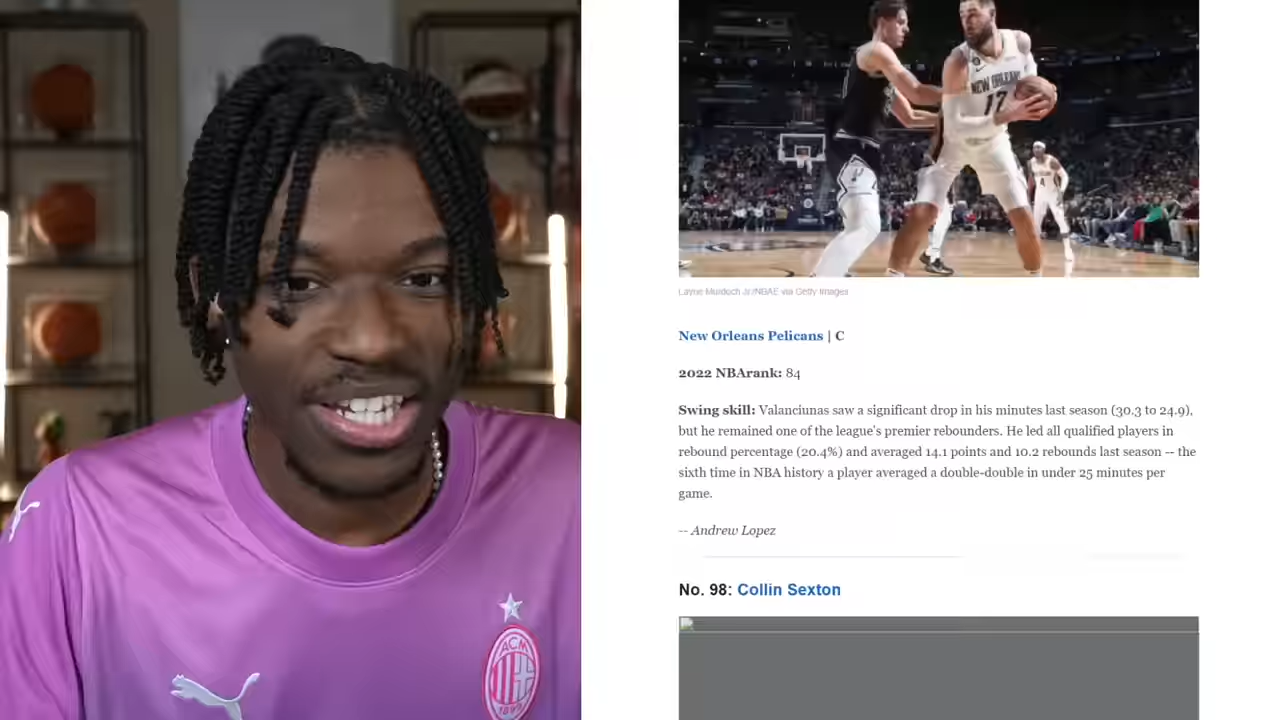 NEW ORLEANS
17
4
Layne Murdoch Jr./NBAE via Getty Images
New Orleans Pelicans | C
2022 NBArank: 84
Swing skill: Valanciunas saw a significant drop in his minutes last season (30.3 to 24.9),
but he remained one of the league's premier rebounders. He led all qualified players in
rebound percentage (20.4%) and averaged 14.1 points and 10.2 rebounds last season -- the
sixth time in NBA history a player averaged a double-double in under 25 minutes per
game.
-- Andrew Lopez
No. 98: Collin Sexton
ACM
1899